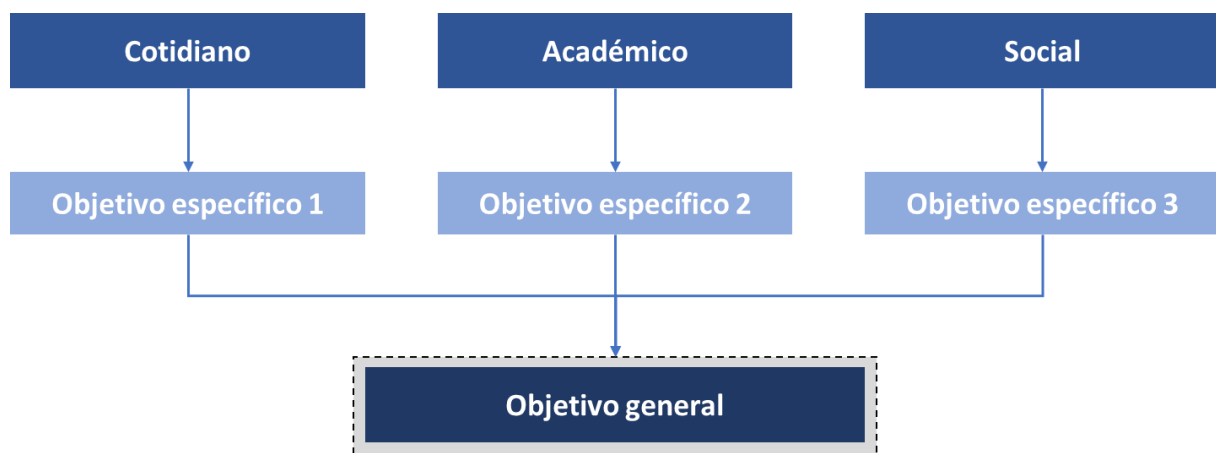 Cotidiano
Académico
Social
Objetivo específico 1
Objetivo específico 2
Objetivo específico 3
Objetivo general